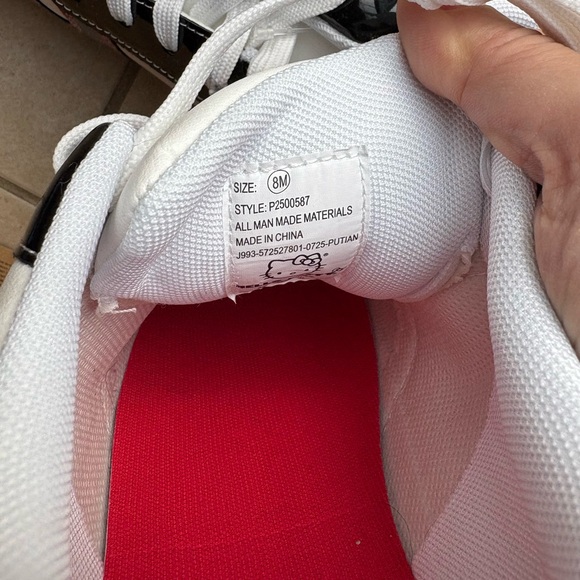 SIZE: 8M
STYLE: P2500587
ALL MAN MADE MATERIALS
MADE IN CHINA
J993-572527801-0725-PUTIAN